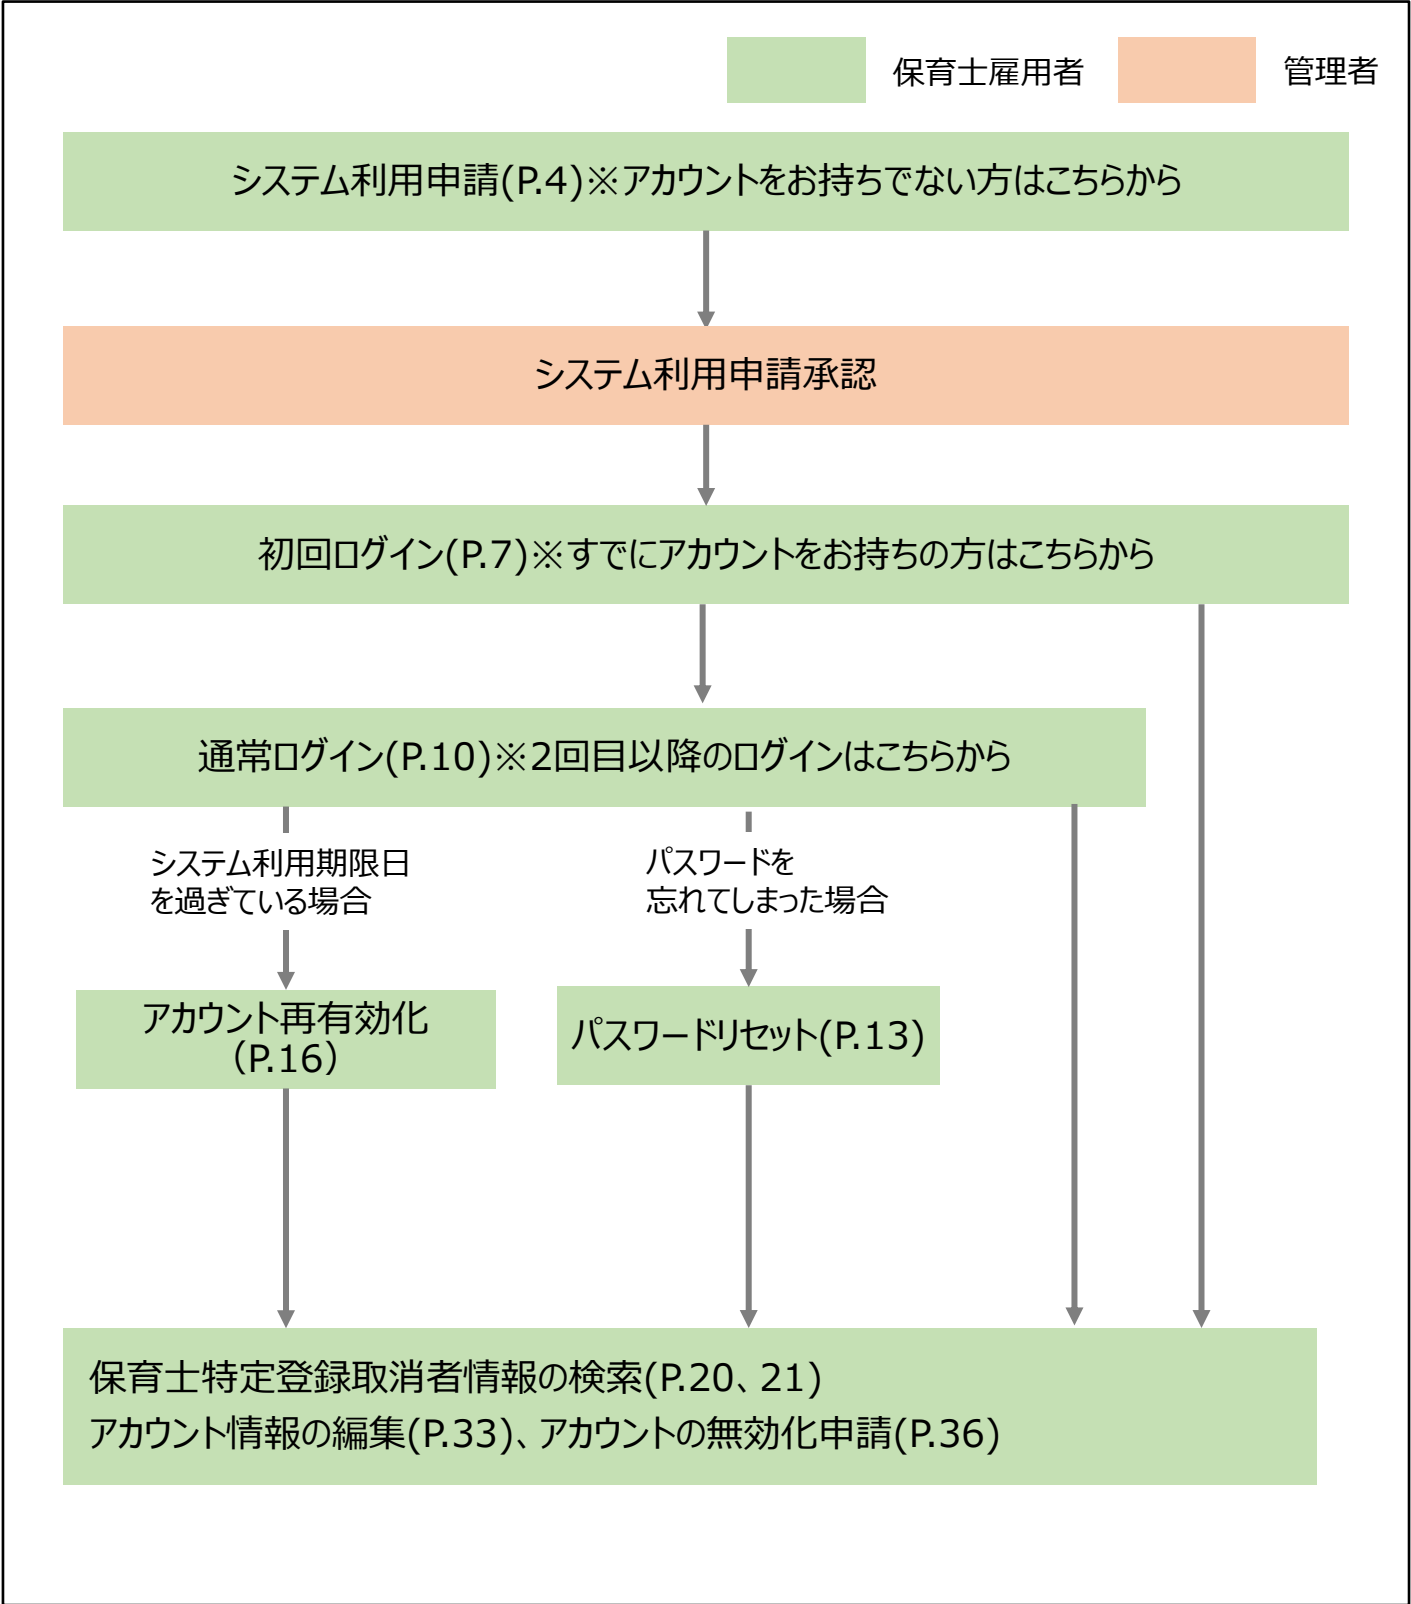 保育士雇用者
管理者
システム利用申請(P.4)※アカウントをお持ちでない方はこちらから
システム利用申請承認
初回ログイン(P.7)※すでにアカウントをお持ちの方はこちらから
通常ログイン(P.10)※2回目以降のログインはこちらから
システム利用期限日
を過ぎている場合
パスワードを
忘れてしまった場合
アカウント再有効化
（P.16）
パスワードリセット(P.13)
保育士特定登録取消者情報の検索(P.20、21)
アカウント情報の編集(P.33)、アカウントの無効化申請(P.36)